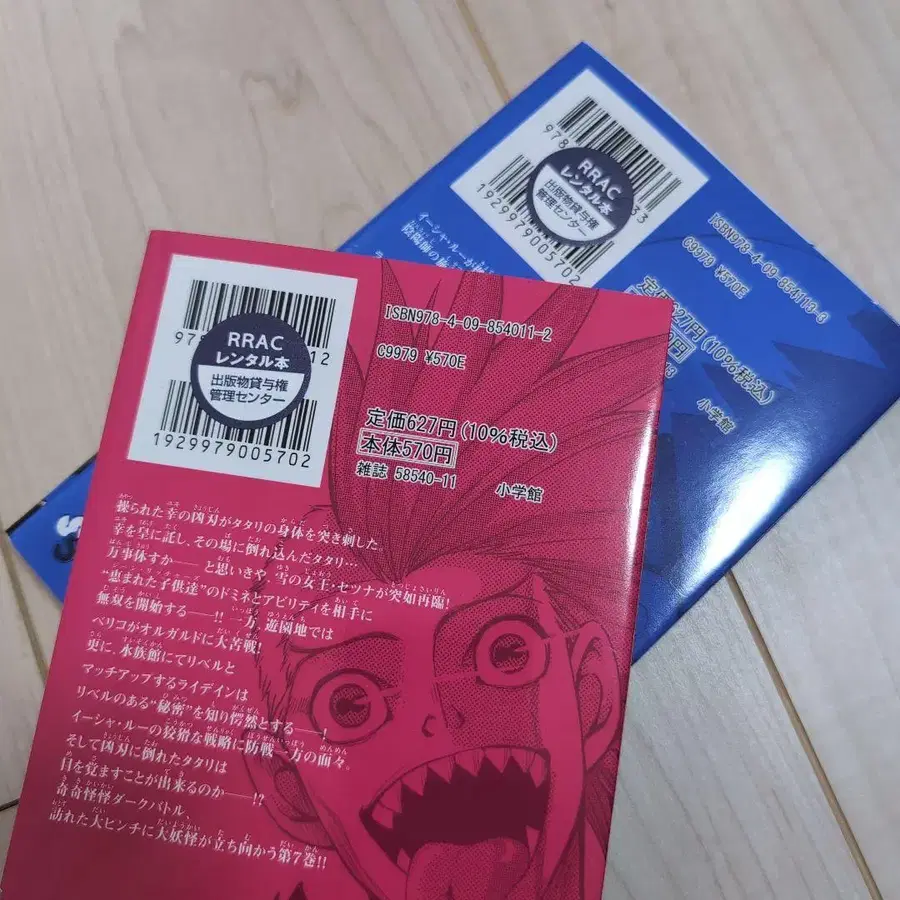 RRAC
レンタル本
出版物貸与権
管理センター
1929979005702
ISBN978-4-09-854113-3
C9979 ¥570E
小学館
イーシャ・ルーが
RRAC
レンタル本
出版物貸与権
管理センター
1929979005702
ISBN978-4-09-854011-2
C9979 ¥570E
定価627円(10%税込)
本体570円
雑誌 58540-11
小学館
操られた幸の凶刃がタタリの身体を突き刺した。
幸を皇に託し、その場に倒れ込んだタタリ…
万事休すか―― と思いきや、雪の女王・セツナが突如再臨!
“恵まれた子供達”のドミネとアビリティを相手に
無双を開始する――!! 一方、遊園地では
ベリコがオルガルドに大苦戦!
更に、水族館にてリベルと
マッチアップするライデインは
リベルのある“秘密”を知り愕然とする――!
イーシャ・ルーの狡猾な戦略に防戦一方の面々。
そして凶刃に倒れたタタリは
目を覚ますことが出来るのか――!?
奇奇怪怪ダークバトル、
訪れた大ピンチに大妖怪が立ち向かう第7巻!!